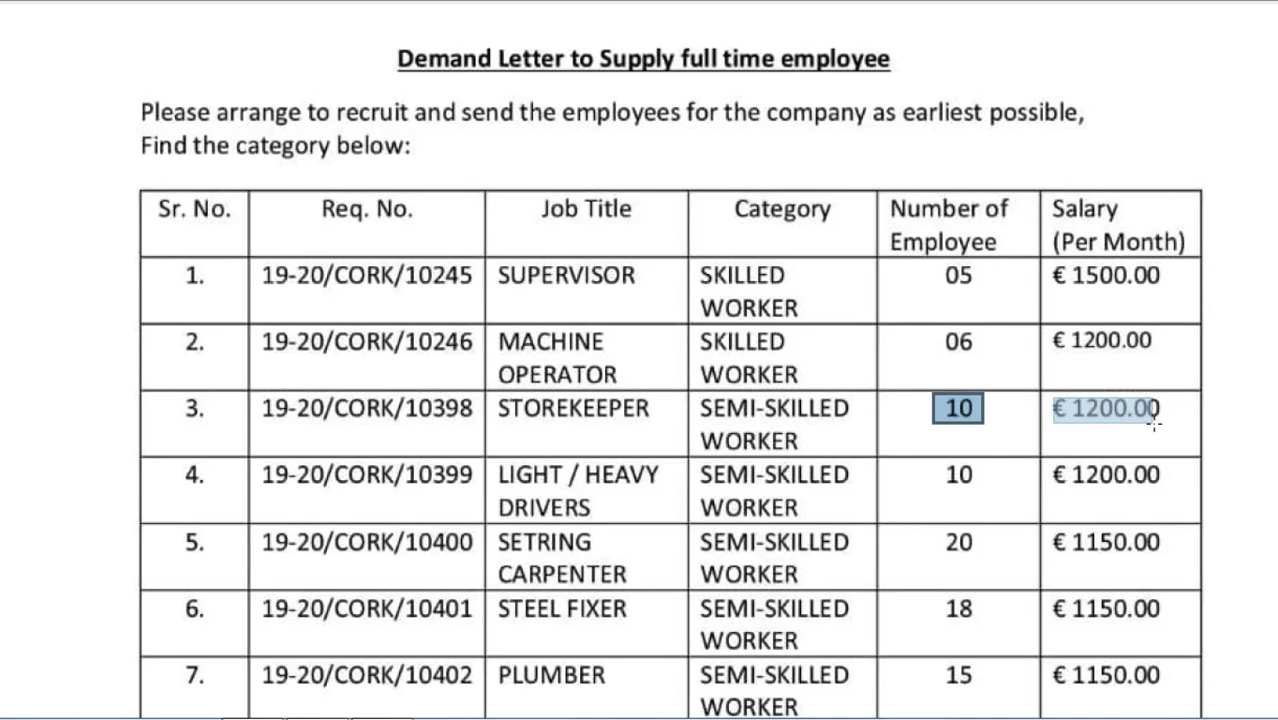 Demand Letter to Supply full time employee
Please arrange to recruit and send the employees for the company as earliest possible,
Find the category below:
Sr. No. Req. No. Job Title Category Number of Employee Salary (Per Month)
1. 19-20/CORK/10245 SUPERVISOR SKILLED WORKER 05 € 1500.00
2. 19-20/CORK/10246 MACHINE OPERATOR SKILLED WORKER 06 € 1200.00
3. 19-20/CORK/10398 STOREKEEPER SEMI-SKILLED WORKER 10 € 1200.00
4. 19-20/CORK/10399 LIGHT / HEAVY DRIVERS SEMI-SKILLED WORKER 10 € 1200.00
5. 19-20/CORK/10400 SETRING CARPENTER SEMI-SKILLED WORKER 20 € 1150.00
6. 19-20/CORK/10401 STEEL FIXER SEMI-SKILLED WORKER 18 € 1150.00
7. 19-20/CORK/10402 PLUMBER SEMI-SKILLED WORKER 15 € 1150.00